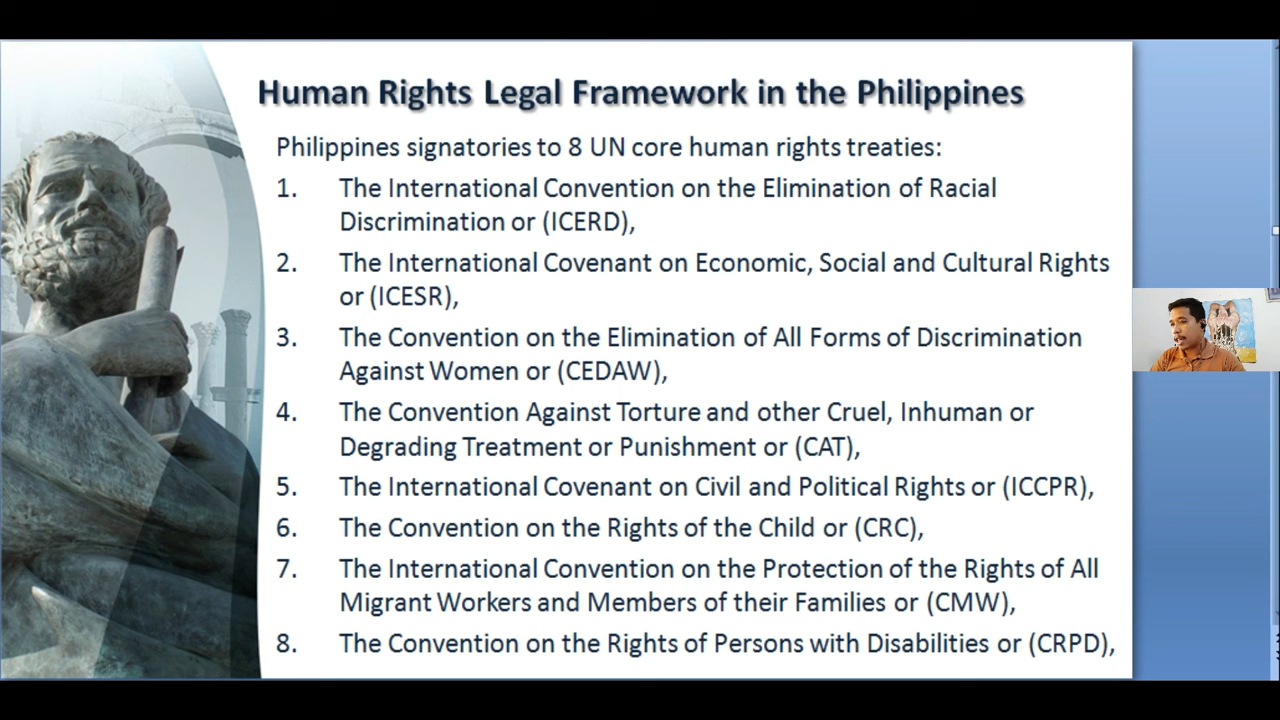 Human Rights Legal Framework in the Philippines
Philippines signatories to 8 UN core human rights treaties:
1. The International Convention on the Elimination of Racial
Discrimination or (ICERD),
2. The International Covenant on Economic, Social and Cultural Rights
or (ICESR),
3. The Convention on the Elimination of All Forms of Discrimination
Against Women or (CEDAW),
4. The Convention Against Torture and other Cruel, Inhuman or
Degrading Treatment or Punishment or (CAT),
5. The International Covenant on Civil and Political Rights or (ICCPR),
6. The Convention on the Rights of the Child or (CRC),
7. The International Convention on the Protection of the Rights of All
Migrant Workers and Members of their Families or (CMW),
8. The Convention on the Rights of Persons with Disabilities or (CRPD),